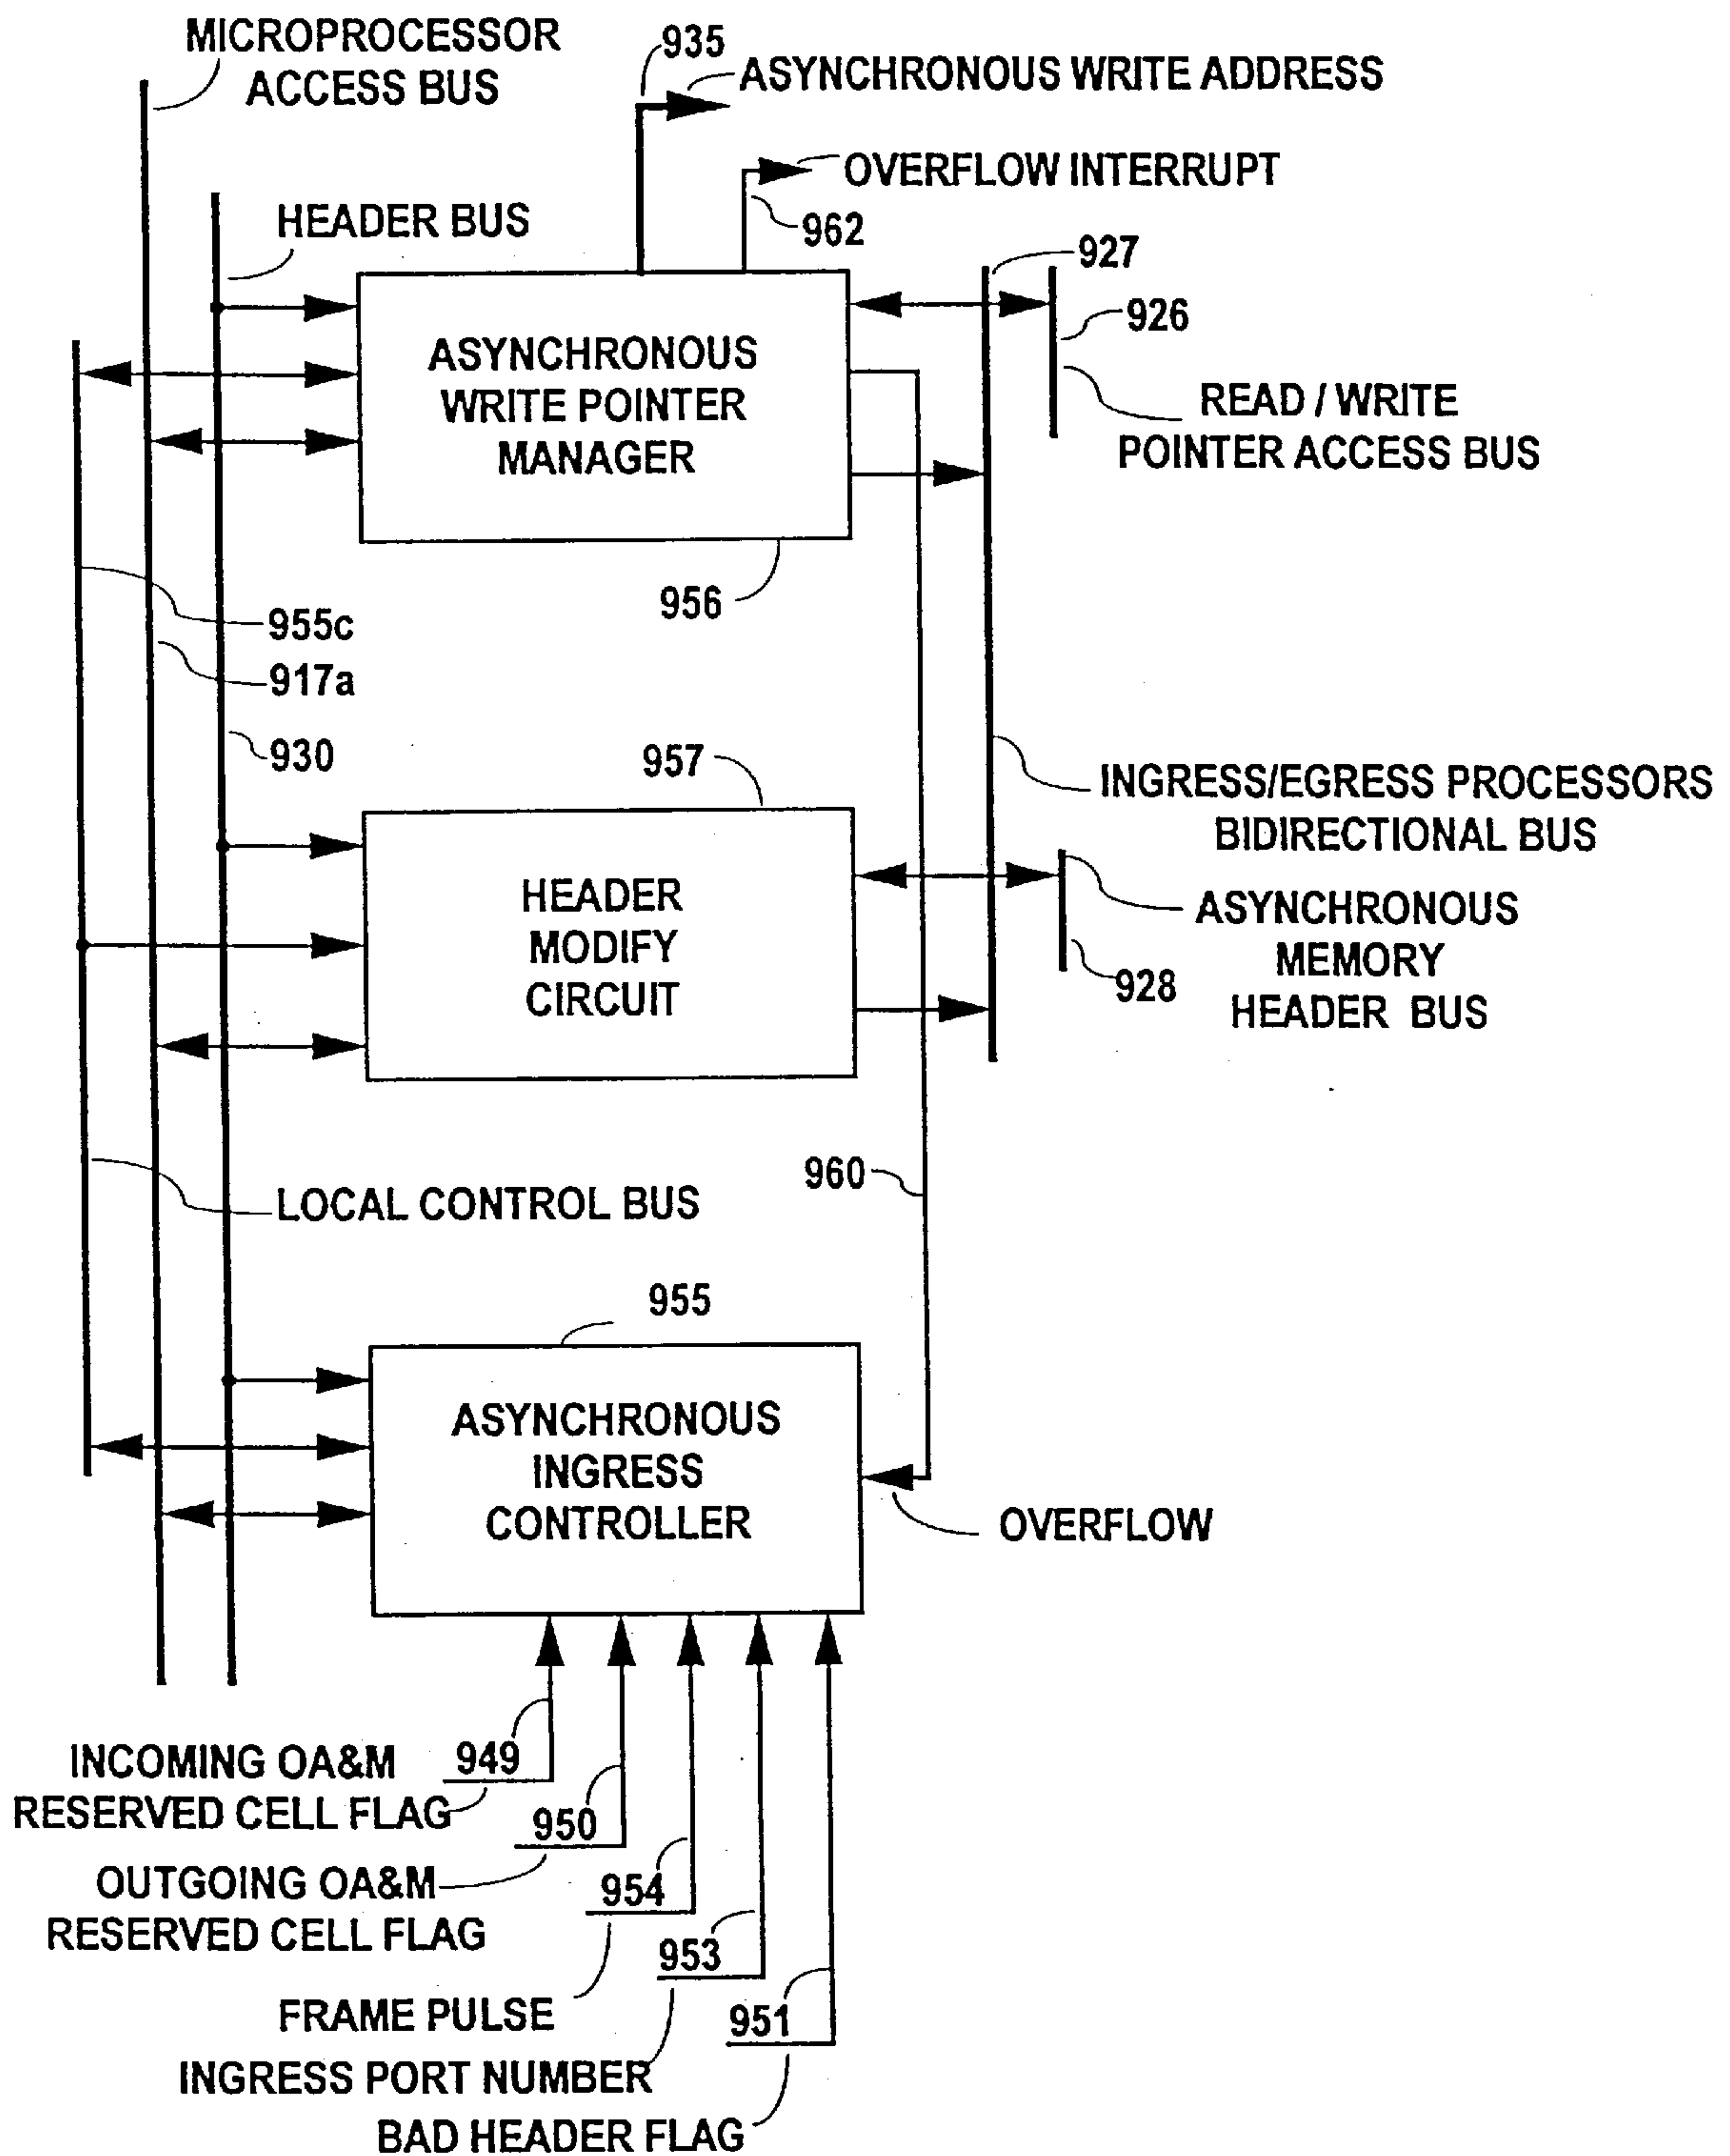 MICROPROCESSOR
ACCESS BUS
935
ASYNCHRONOUS WRITE ADDRESS
OVERFLOW INTERRUPT
962
HEADER BUS
927
926
ASYNCHRONOUS
WRITE POINTER
MANAGER
READ / WRITE
POINTER ACCESS BUS
956
955c
917a
930
957
INGRESS/EGRESS PROCESSORS
BIDIRECTIONAL BUS
HEADER
MODIFY
CIRCUIT
ASYNCHRONOUS
MEMORY
HEADER BUS
928
960
LOCAL CONTROL BUS
955
ASYNCHRONOUS
INGRESS
CONTROLLER
OVERFLOW
INCOMING OA&M
RESERVED CELL FLAG
949
950
OUTGOING OA&M
RESERVED CELL FLAG
954
953
FRAME PULSE
951
INGRESS PORT NUMBER
BAD HEADER FLAG